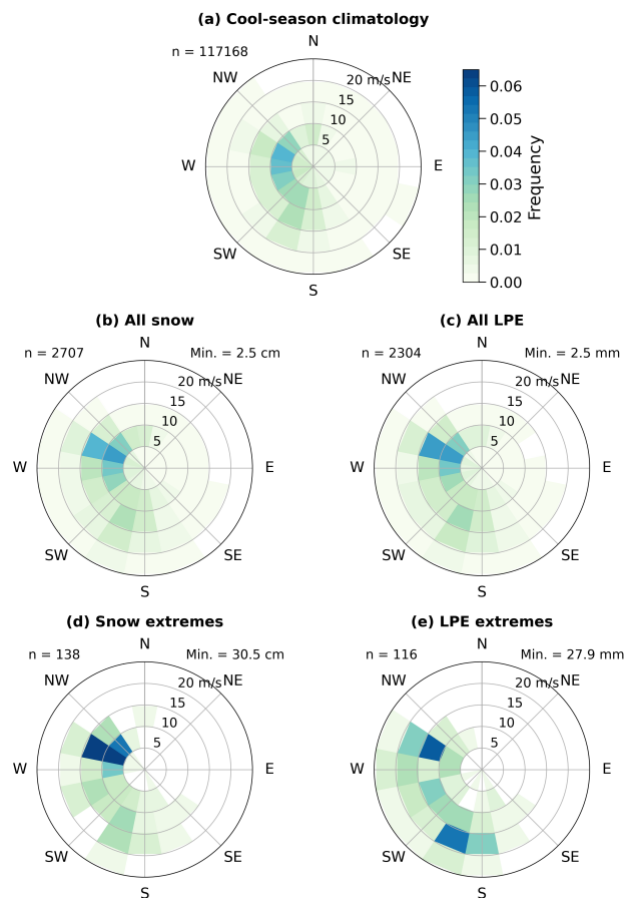 (a) Cool-season climatology
N
n = 117168
NW
20 m/s
NE
15
10
5
W
E
SW
SE
S
0.06
0.05
0.04
0.03
0.02
0.01
0.00
Frequency
(b) All snow
N
n = 2707
Min. = 2.5 cm
NW
20 m/s
NE
15
10
5
W
E
SW
SE
S
(c) All LPE
N
n = 2304
Min. = 2.5 mm
NW
20 m/s
NE
15
10
5
W
E
SW
SE
S
(d) Snow extremes
N
n = 138
Min. = 30.5 cm
NW
20 m/s
NE
15
10
5
W
E
SW
SE
S
(e) LPE extremes
N
n = 116
Min. = 27.9 mm
NW
20 m/s
NE
15
10
5
W
E
SW
SE
S